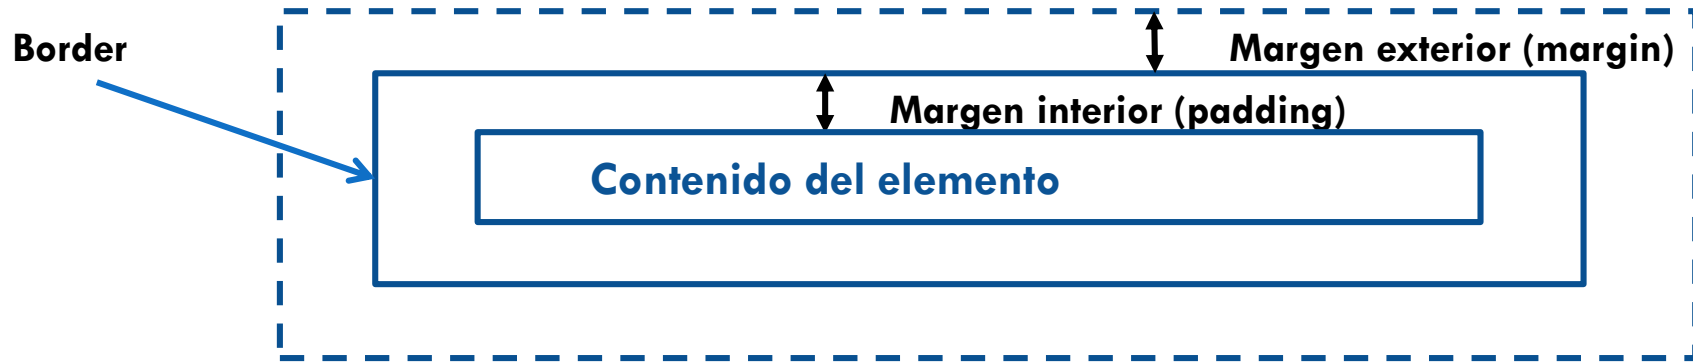 Border
Margen exterior (margin)
Margen interior (padding)
Contenido del elemento